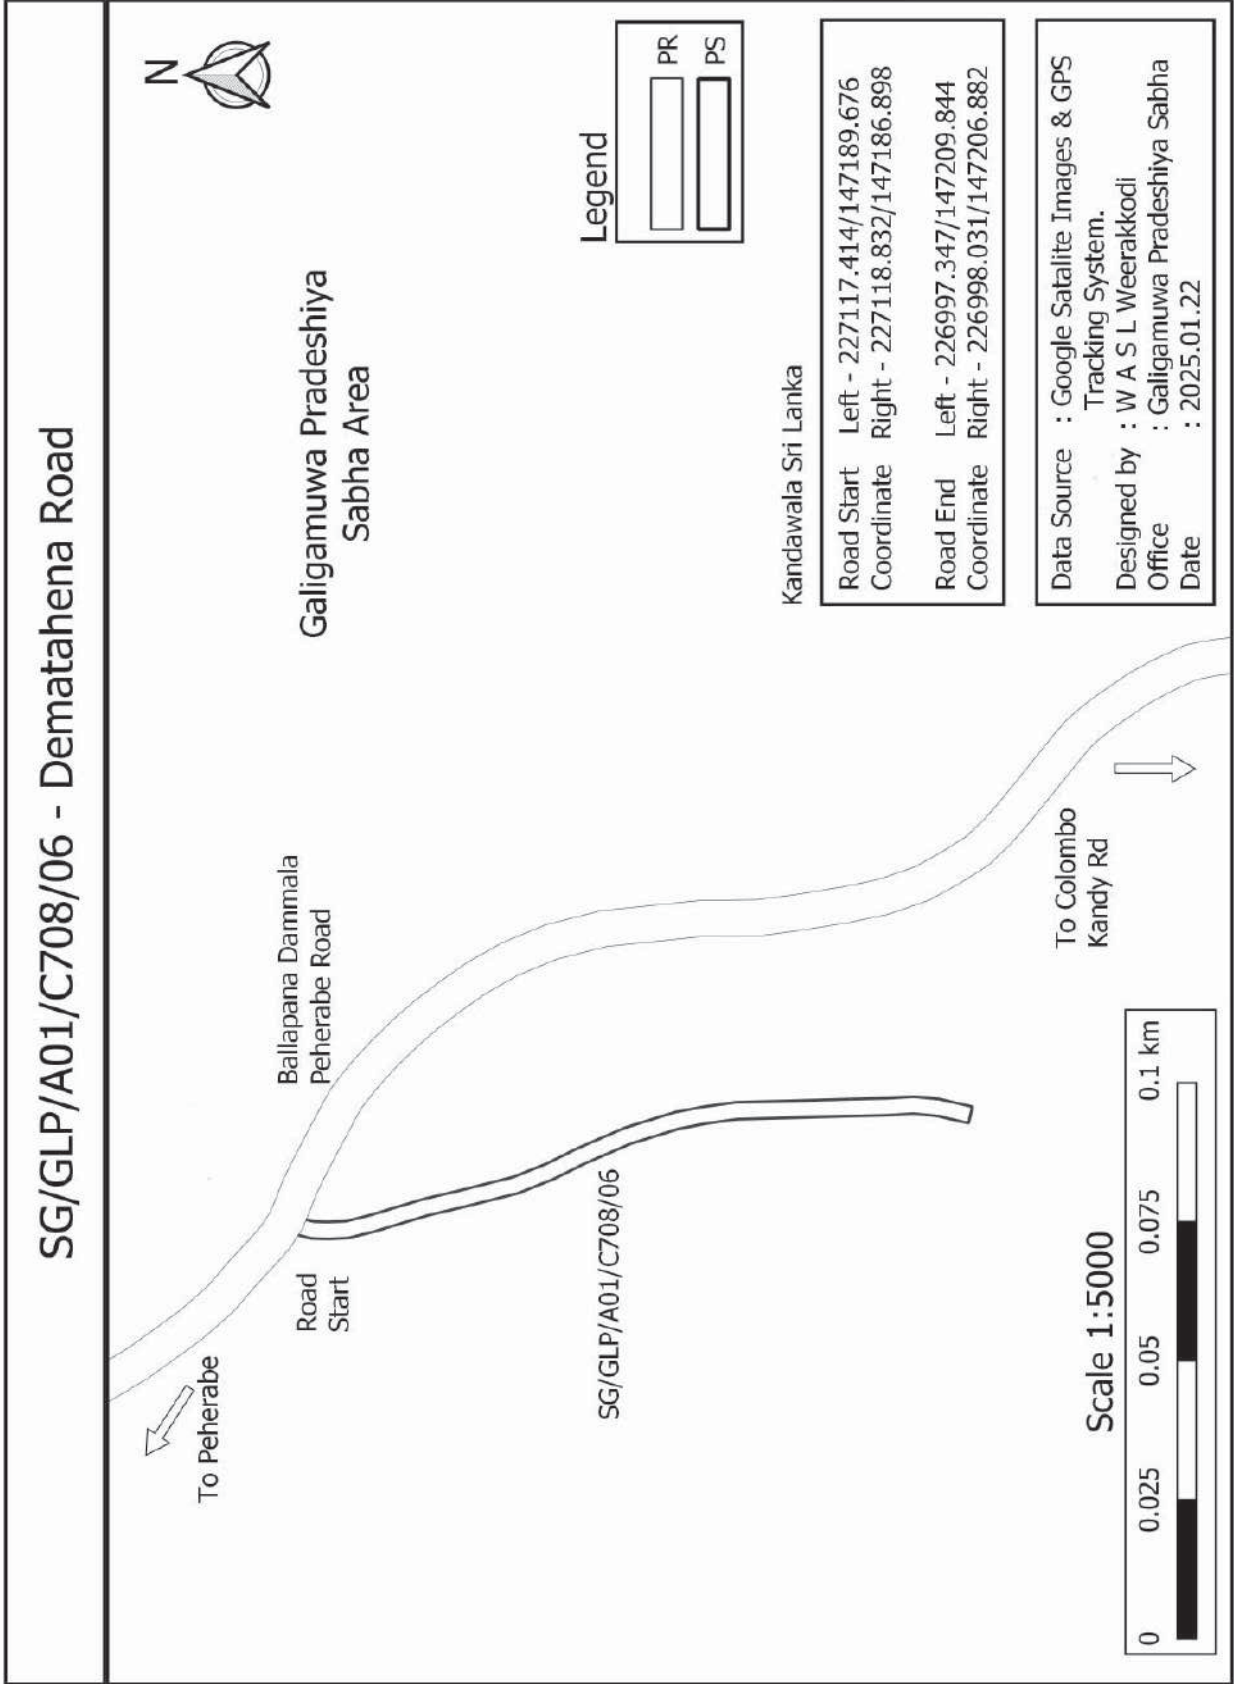 SG/GLP/A01/C708/06 - Dematahena Road
N
To Peherabe
Road
Start
Ballapana Dammala
Peherabe Road
Galigamuwa Pradeshiya
Sabha Area
SG/GLP/A01/C708/06
Legend
PR
PS
Kandawala Sri Lanka
Road Start Left - 227117.414/147189.676
Coordinate Right - 227118.832/147186.898
Road End Left - 226997.347/147209.844
Coordinate Right - 226998.031/147206.882
To Colombo
Kandy Rd
Scale 1:5000
0 0.025 0.05 0.075 0.1 km
Data Source : Google Satalite Images & GPS
Tracking System.
Designed by : W A S L Weerakkodi
Office : Galigamuwa Pradeshiya Sabha
Date : 2025.01.22